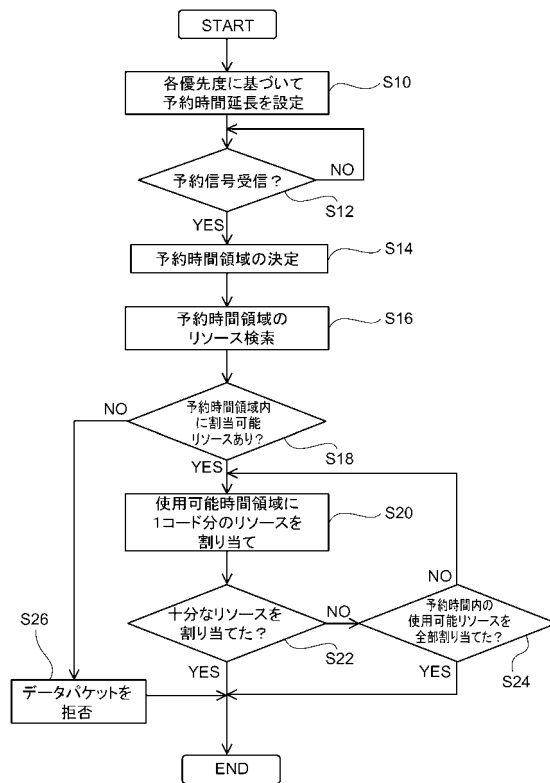 START
各優先度に基づいて
予約時間延長を設定
S10
予約信号受信？
NO
S12
YES
予約時間領域の決定
S14
予約時間領域の
リソース検索
S16
NO
予約時間領域内
に割当可能
リソースあり？
S18
YES
使用可能時間領域に
1コード分のリソースを
割り当て
S20
NO
十分なリソースを
割り当てた？
NO
予約時間内の
使用可能リソースを
全部割り当てた？
S26
S22
S24
YES
YES
データパケットを
拒否
END